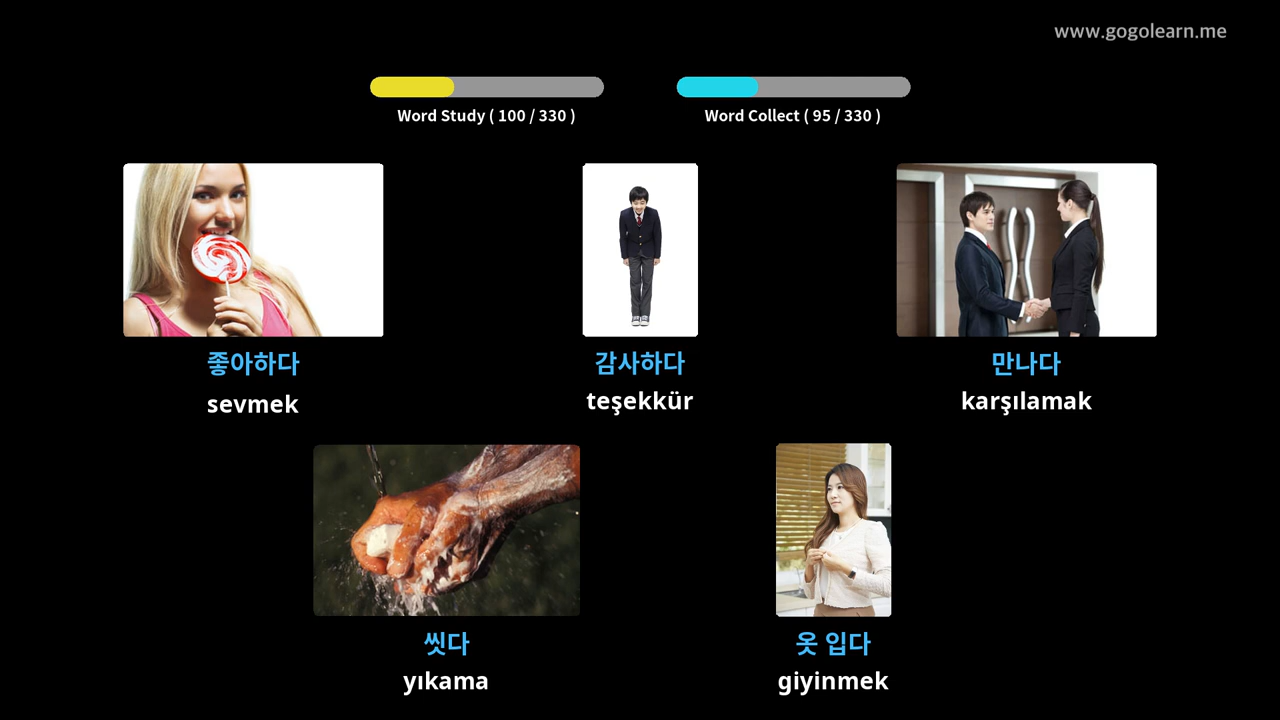 www.gogolearn.me
Word Study ( 100 / 330 )
Word Collect ( 95 / 330 )
좋아하다
sevmek
감사하다
teşekkür
만나다
karşılamak
씻다
yıkama
옷 입다
giyinmek